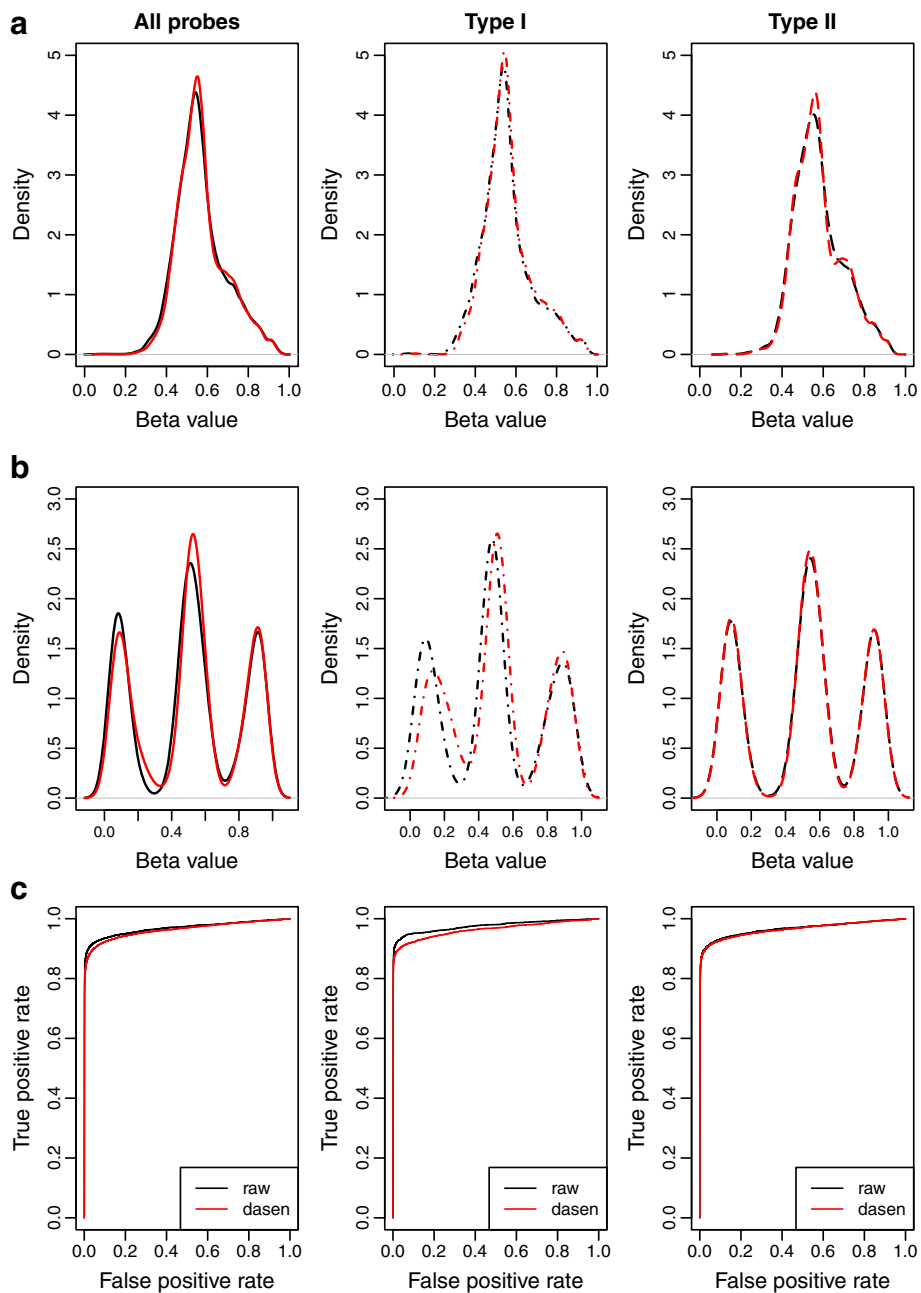 a
All probes
Type I
Type II
Density
0 1 2 3 4 5
0.0 0.2 0.4 0.6 0.8 1.0
Beta value
Density
0 1 2 3 4 5
0.0 0.2 0.4 0.6 0.8 1.0
Beta value
Density
0 1 2 3 4 5
0.0 0.2 0.4 0.6 0.8 1.0
Beta value
b
Density
0.0 0.5 1.0 1.5 2.0 2.5 3.0
0.0 0.4 0.8
Beta value
Density
0.0 0.5 1.0 1.5 2.0 2.5 3.0
0.0 0.2 0.4 0.6 0.8 1.0
Beta value
Density
0.0 0.5 1.0 1.5 2.0 2.5 3.0
0.0 0.2 0.4 0.6 0.8 1.0
Beta value
c
True positive rate
0.0 0.2 0.4 0.6 0.8 1.0
raw
dasen
0.0 0.2 0.4 0.6 0.8 1.0
False positive rate
True positive rate
0.0 0.2 0.4 0.6 0.8 1.0
raw
dasen
0.0 0.2 0.4 0.6 0.8 1.0
False positive rate
True positive rate
0.0 0.2 0.4 0.6 0.8 1.0
raw
dasen
0.0 0.2 0.4 0.6 0.8 1.0
False positive rate